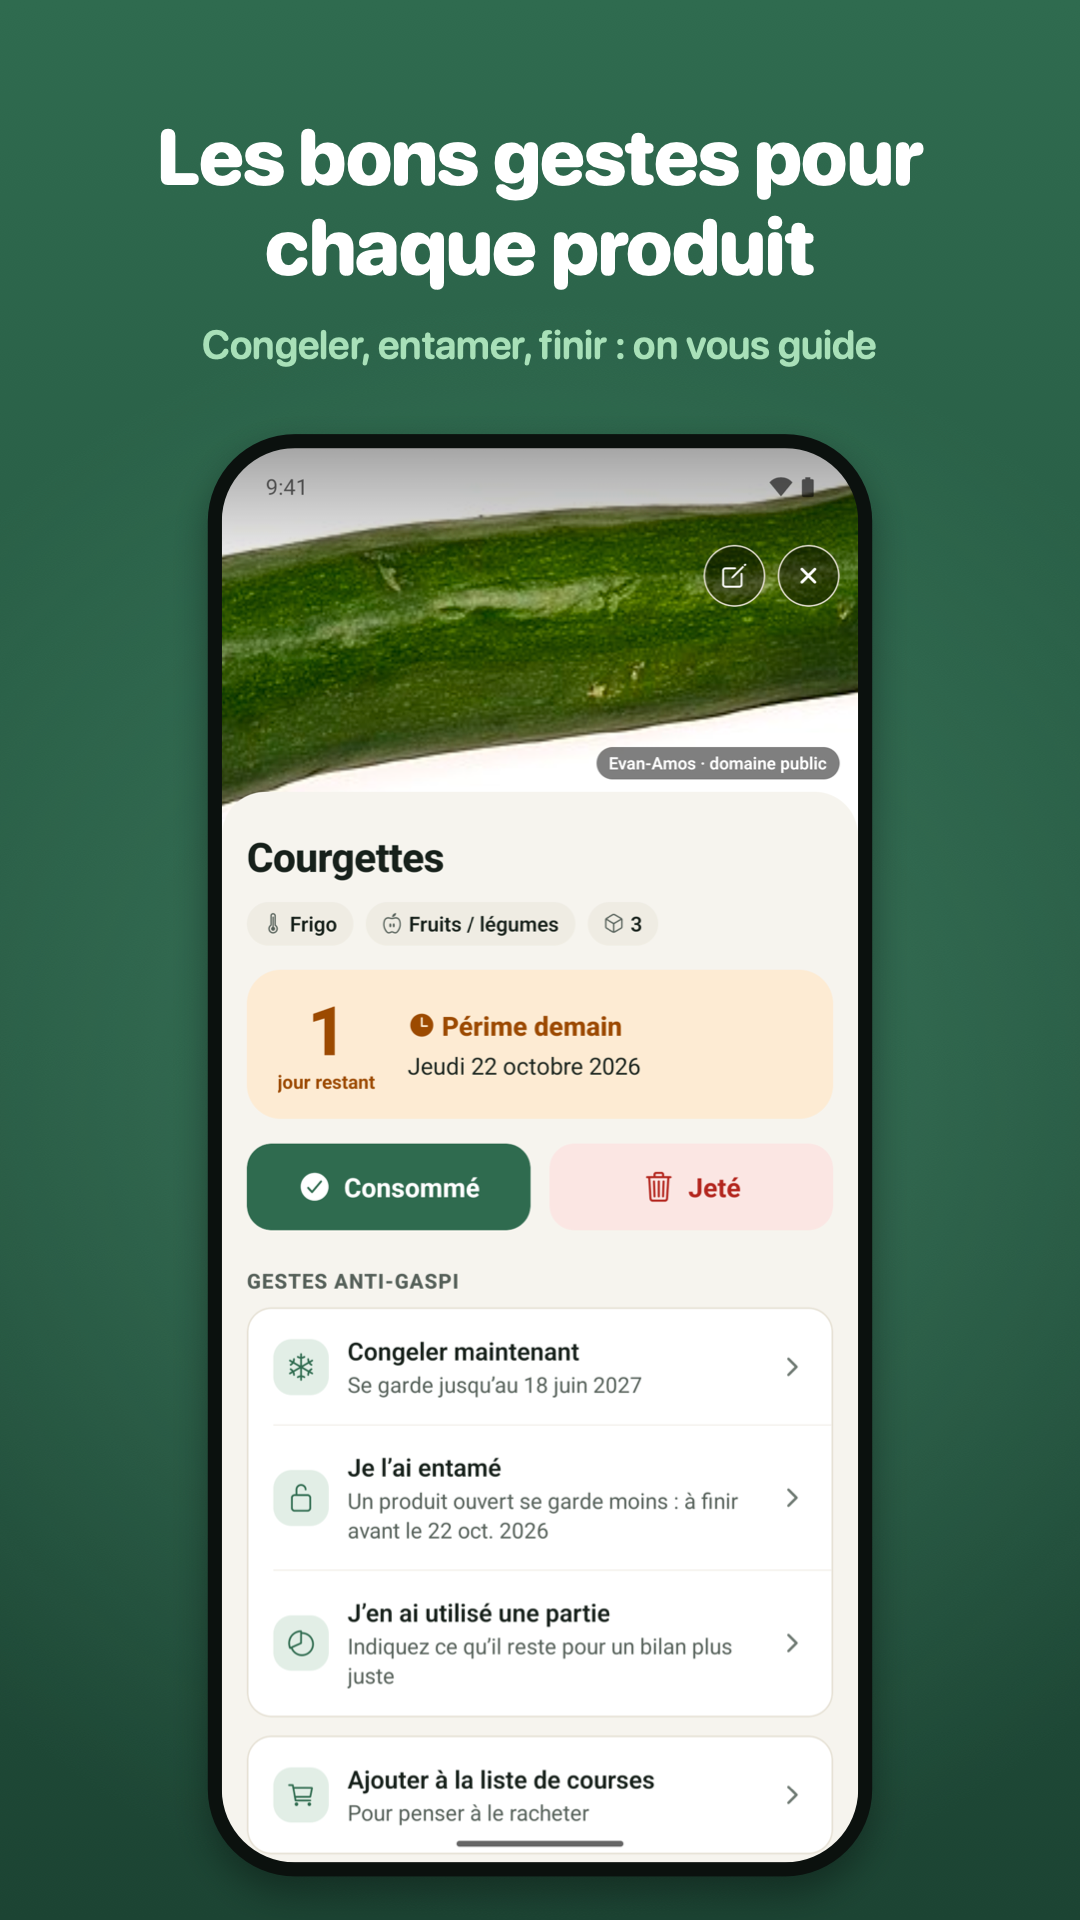 Les bons gestes pour
chaque produit
Congeler, entamer, finir : on vous guide
9:41
Evan-Amos · domaine public
Courgettes
Frigo
Fruits / légumes
3
1
jour restant
Périme demain
Jeudi 22 octobre 2026
Consommé
Jeté
GESTES ANTI-GASPI
Congeler maintenant
Se garde jusqu’au 18 juin 2027
Je l’ai entamé
Un produit ouvert se garde moins : à finir
avant le 22 oct. 2026
J’en ai utilisé une partie
Indiquez ce qu’il reste pour un bilan plus
juste
Ajouter à la liste de courses
Pour penser à le racheter